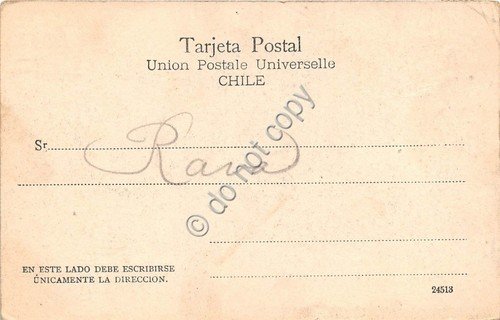 Tarjeta Postal
Union Postale Universelle
CHILE
Sr Rara
© do not copy
EN ESTE LADO DEBE ESCRIBIRSE
ÚNICAMENTE LA DIRECCIÓN.
24513